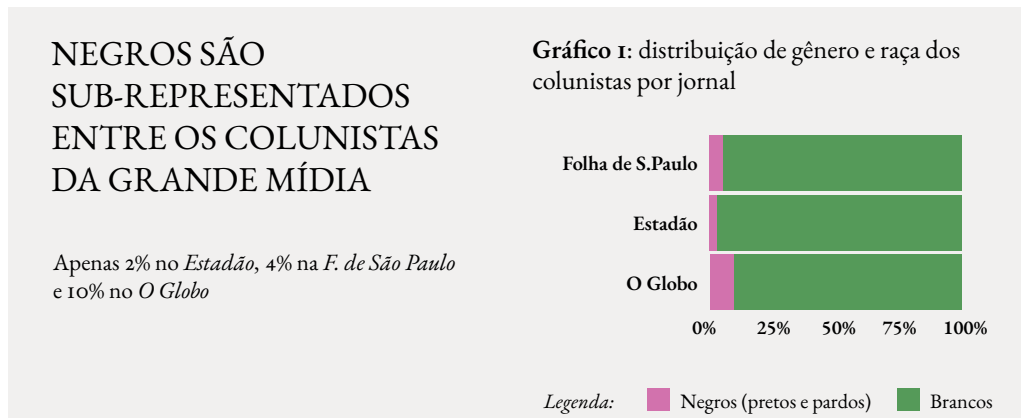 NEGROS SÃO
SUB-REPRESENTADOS
ENTRE OS COLUNISTAS
DA GRANDE MÍDIA
Apenas 2% no Estadão, 4% na F. de São Paulo
e 10% no O Globo
Gráfico 1: distribuição de gênero e raça dos
colunistas por jornal
Folha de S.Paulo
Estadão
O Globo
0% 25% 50% 75% 100%
Legenda: Negros (pretos e pardos) Brancos